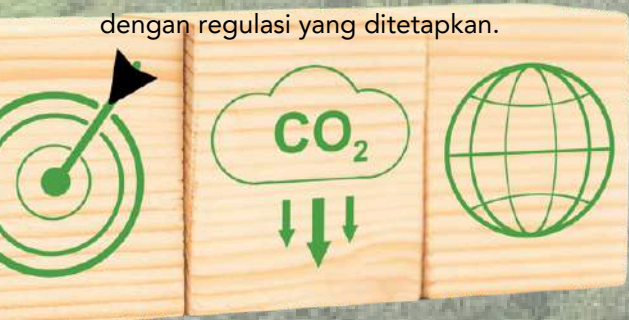 dengan regulasi yang ditetapkan.
CO₂